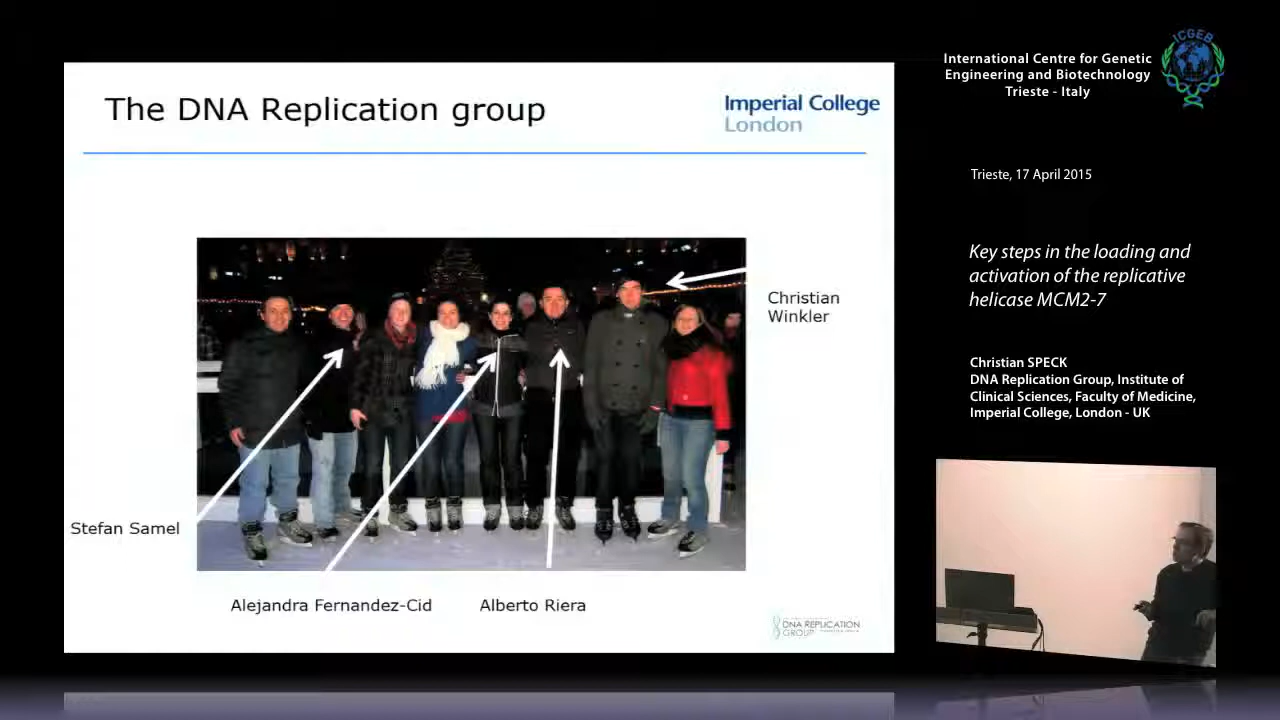 The DNA Replication group
Imperial College
London
Christian
Winkler
Stefan Samel
Alejandra Fernandez-Cid
Alberto Riera
DNA REPLICATION
GROUP
International Centre for Genetic
Engineering and Biotechnology
Trieste - Italy
ICGEB
Trieste, 17 April 2015
Key steps in the loading and
activation of the replicative
helicase MCM2-7
Christian SPECK
DNA Replication Group, Institute of
Clinical Sciences, Faculty of Medicine,
Imperial College, London - UK